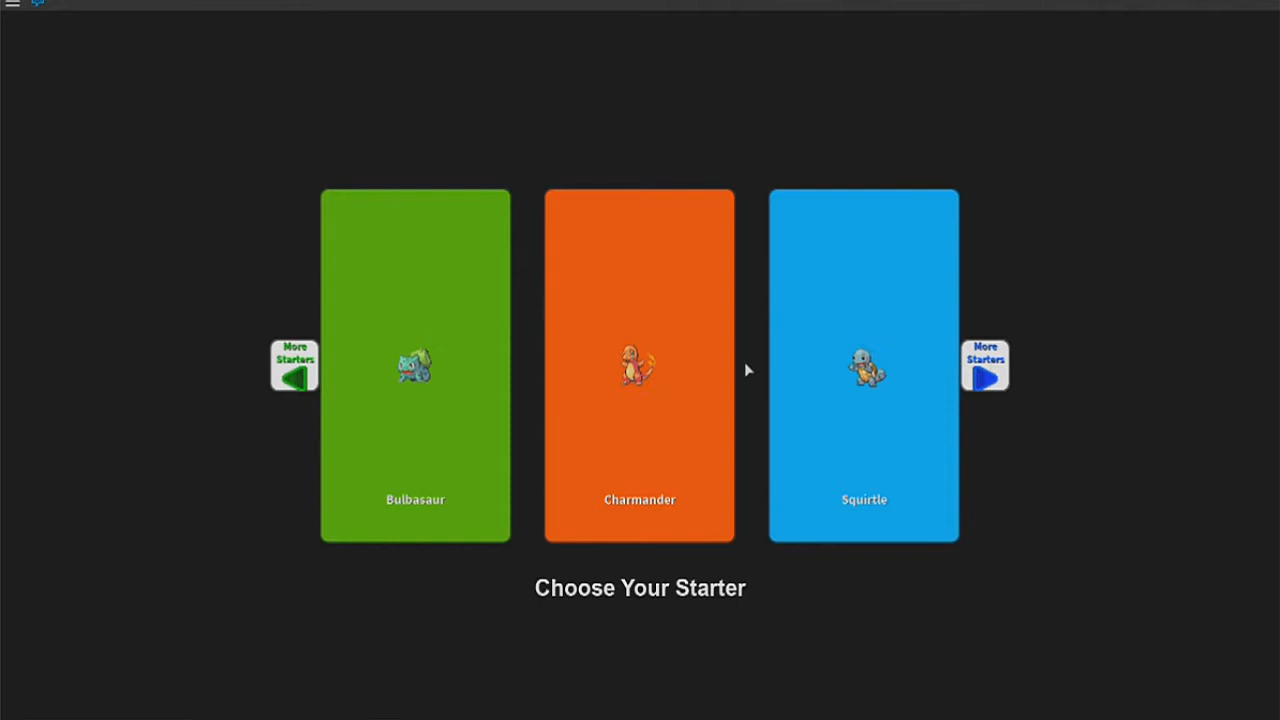 More
Starters
Bulbasaur
Charmander
Squirtle
More
Starters
Choose Your Starter